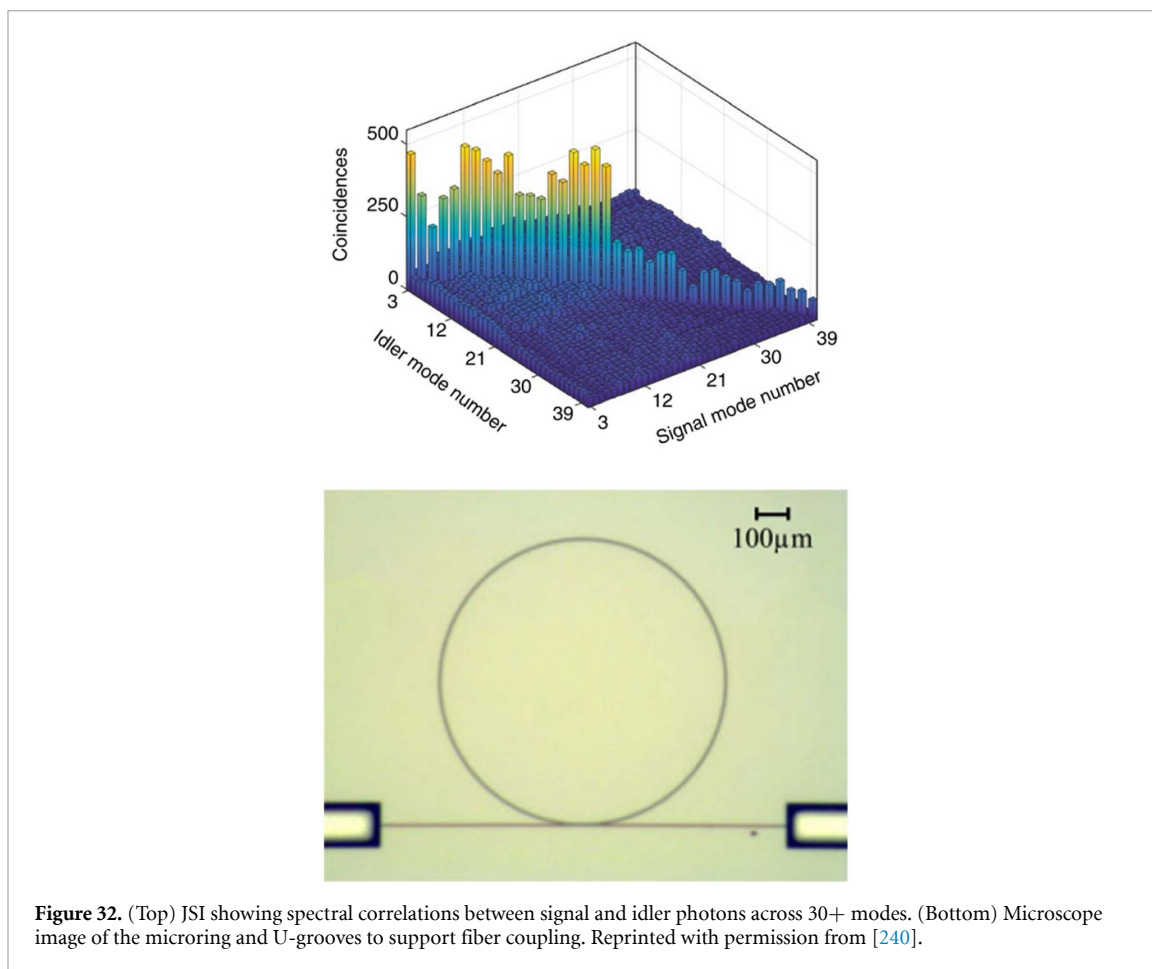 500
250
0
Coincidences
3
12
21
30
39
Idler mode number
3
12
21
30
39
Signal mode number
100μm
Figure 32. (Top) JSI showing spectral correlations between signal and idler photons across 30+ modes. (Bottom) Microscope
image of the microring and U-grooves to support fiber coupling. Reprinted with permission from [240].